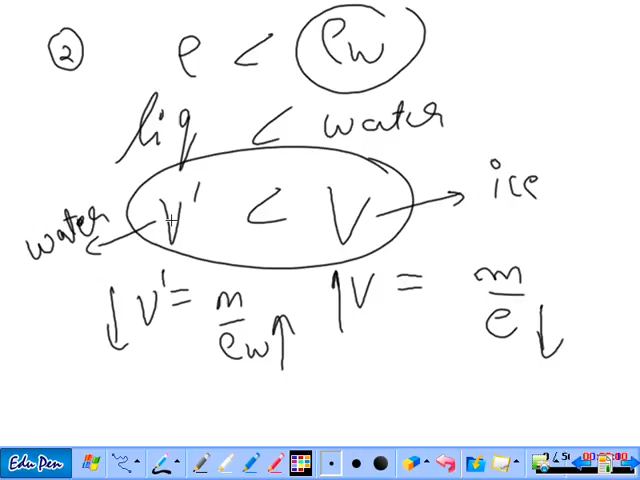 ② ρ < ρw
liq < water
V' < V
water
ice
↓ V' = m/ρw ↑
↑ V = m/ρ ↓
Edu Pen